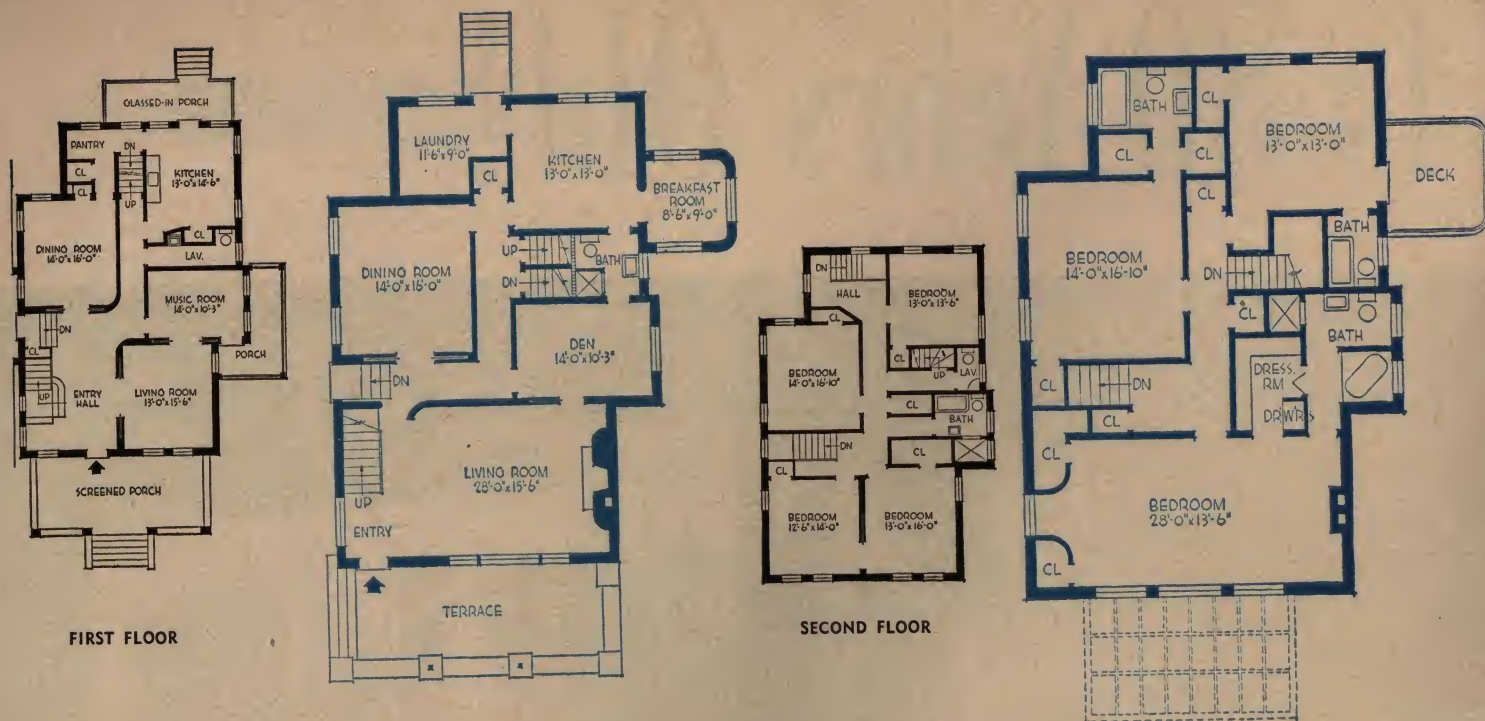 GLASSED-IN PORCH
PANTRY
DN
CL
CL
UP
KITCHEN
13'-0"x14'-6"
CL
LAV.
DINING ROOM
14'-0"x16'-0"
MUSIC ROOM
14'-0"x10'-3"
DN
CL
UP
ENTRY
HALL
LIVING ROOM
13'-0"x15'-6"
PORCH
SCREENED PORCH
FIRST FLOOR
LAUNDRY
11'-6"x9'-0"
KITCHEN
13'-0"x13'-0"
CL
BREAKFAST
ROOM
8'-6"x9'-0"
UP
BATH
DN
DINING ROOM
14'-0"x16'-0"
DEN
14'-0"x10'-3"
DN
LIVING ROOM
28'-0"x15'-6"
UP
ENTRY
TERRACE
DN
HALL
BEDROOM
13'-0"x13'-6"
CL
CL
UP
LAV.
BEDROOM
14'-0"x16'-10"
CL
BATH
DN
CL
CL
BEDROOM
12'-6"x14'-0"
BEDROOM
13'-0"x16'-0"
SECOND FLOOR
BATH
CL
BEDROOM
13'-0"x13'-0"
CL
CL
CL
DECK
BEDROOM
14'-0"x16'-10"
BATH
DN
CL
BATH
CL
DN
DRESS.
RM
DRW'RS
CL
CL
BEDROOM
28'-0"x13'-6"
CL